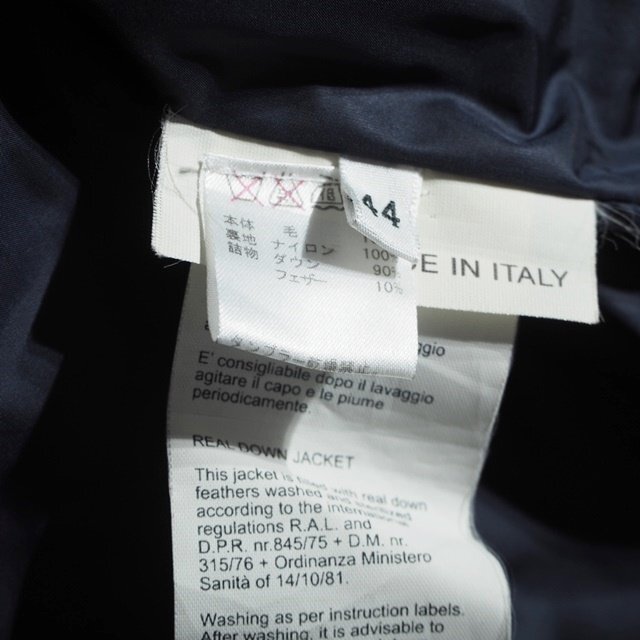 44
本体 毛
裏地 ナイロン 100%
詰物 ダウン 90%
フェザー 10%
E IN ITALY
E' consigliabile dopo il lavaggio
agitare il capo e le piume
periodicamente.
REAL DOWN JACKET
This jacket is filled with real down
feathers washed and
according to the international
regulations R.A.L. and
D.P.R. nr.845/75 + D.M. nr.
315/76 + Ordinanza Ministero
Sanità of 14/10/81.
Washing as per instruction labels.
After washing, it is advisable to